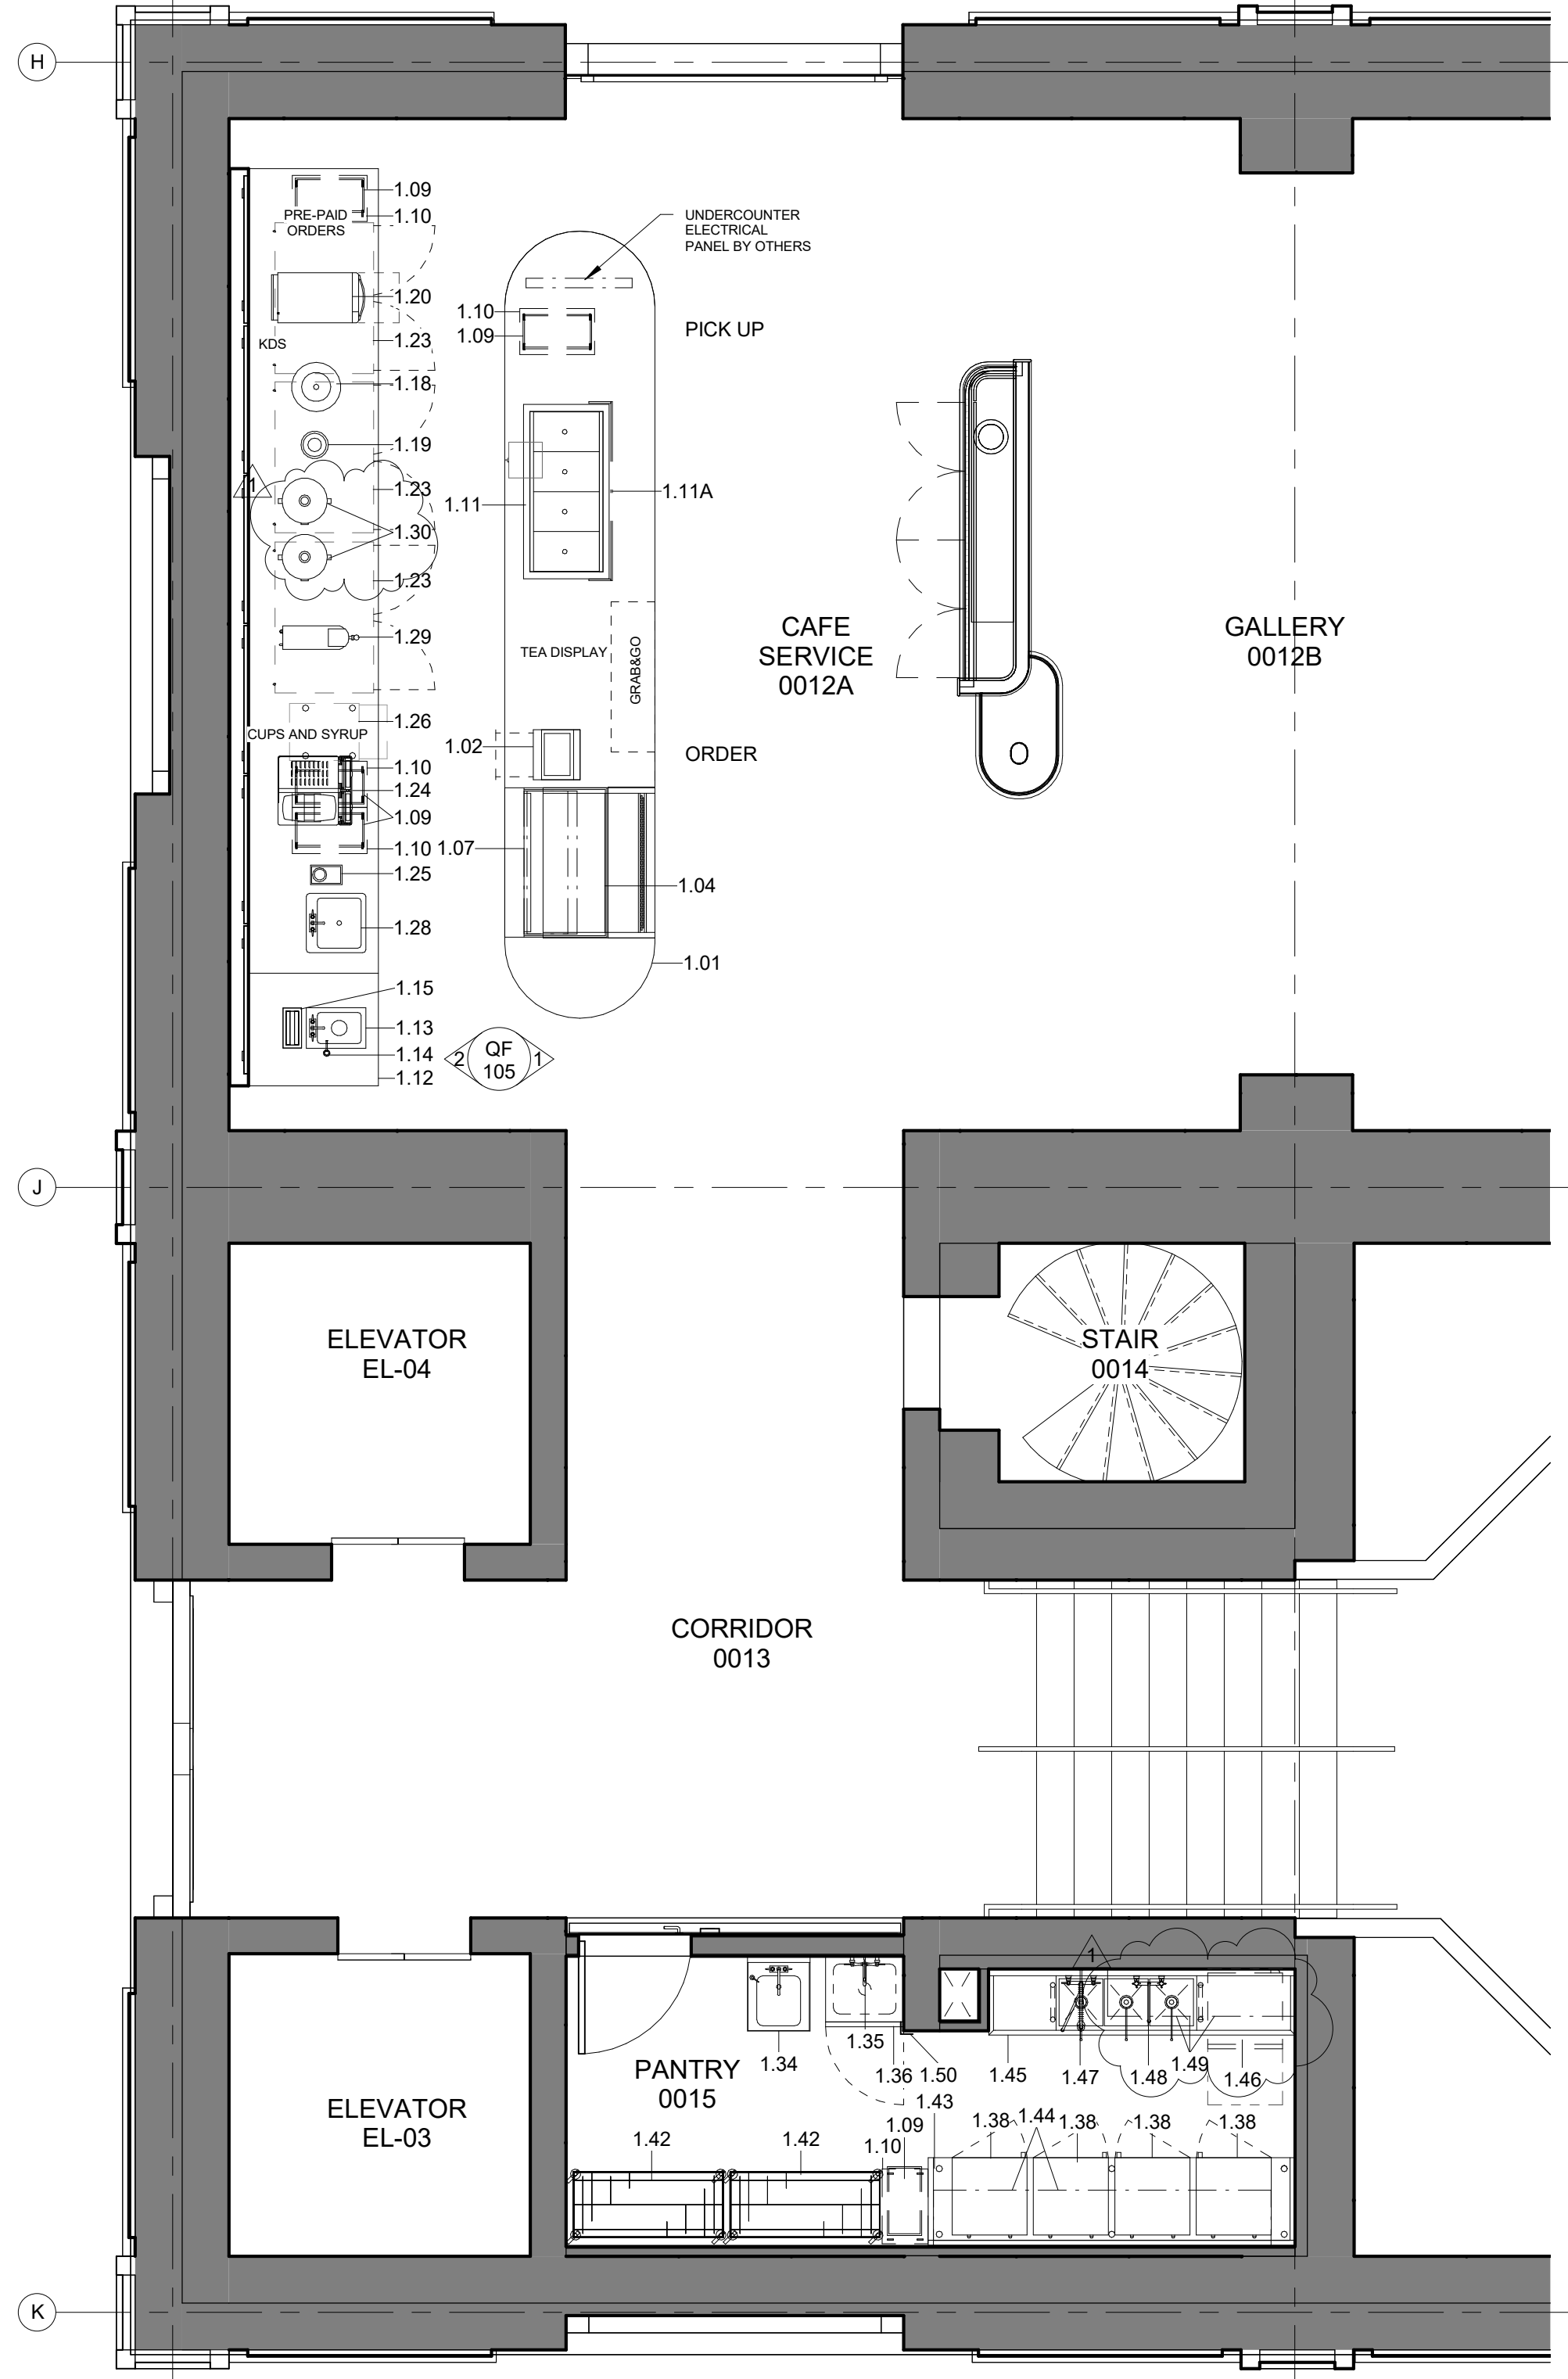 H
1.09
PRE-PAID
ORDERS
1.10
UNDERCOUNTER
ELECTRICAL
PANEL BY OTHERS
1.20
1.10
1.09
PICK UP
KDS
1.23
1.18
1.19
1
1.23
1.11
1.11A
1.30
1.23
1.29
TEA DISPLAY
GRAB&GO
CAFE
SERVICE
0012A
GALLERY
0012B
1.26
CUPS AND SYRUP
1.02
ORDER
1.10
1.24
1.09
1.10
1.07
1.25
1.04
1.28
1.01
1.15
1.13
1.14
1.12
2
QF
105
1
J
ELEVATOR
EL-04
STAIR
0014
CORRIDOR
0013
1
PANTRY
0015
1.34
1.35
1.36
1.50
1.45
1.47
1.48
1.49
1.46
ELEVATOR
EL-03
1.42
1.42
1.09
1.10
1.43
1.38
1.44
1.38
1.38
1.38
K